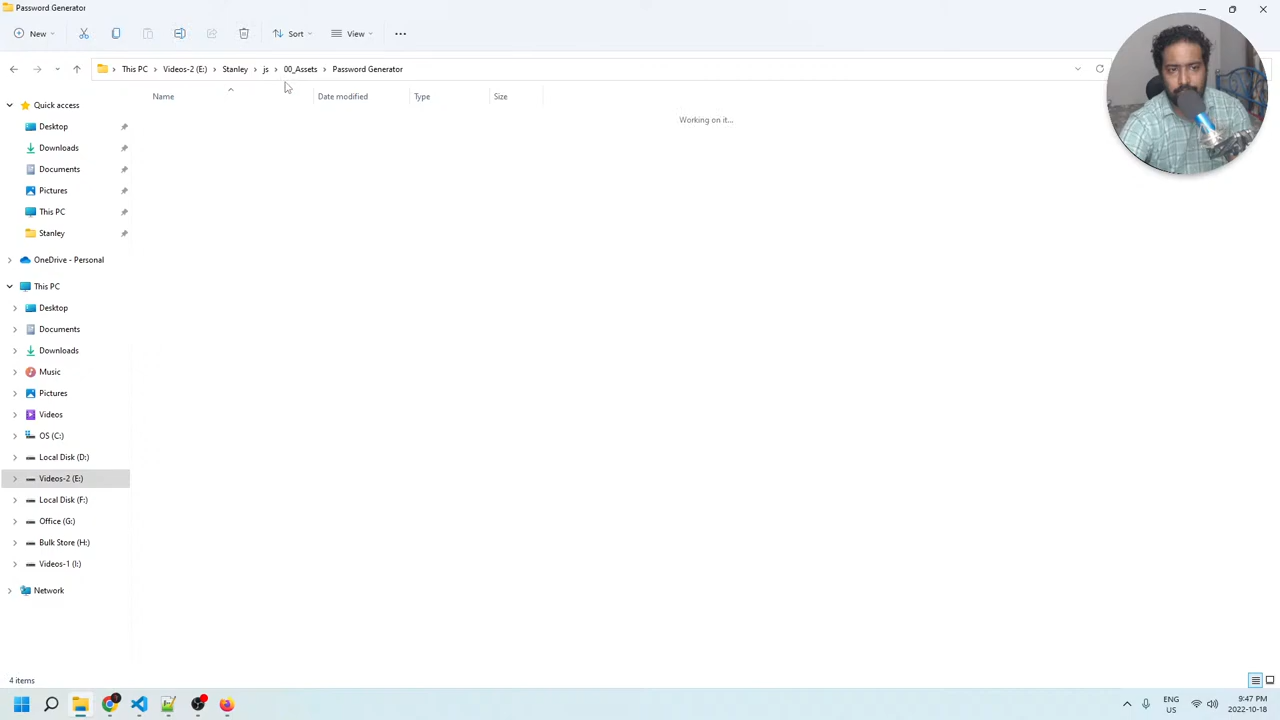 Password Generator
New
Sort
View
This PC
Videos-2 (E:)
Stanley
js
00_Assets
Password Generator
Name
Date modified
Type
Size
Working on it...
Quick access
Desktop
Downloads
Documents
Pictures
This PC
Stanley
OneDrive - Personal
This PC
Desktop
Documents
Downloads
Music
Pictures
Videos
OS (C:)
Local Disk (D:)
Videos-2 (E:)
Local Disk (F:)
Office (G:)
Bulk Store (H:)
Videos-1 (I:)
Network
4 items
ENG
US
9:47 PM
2022-10-18